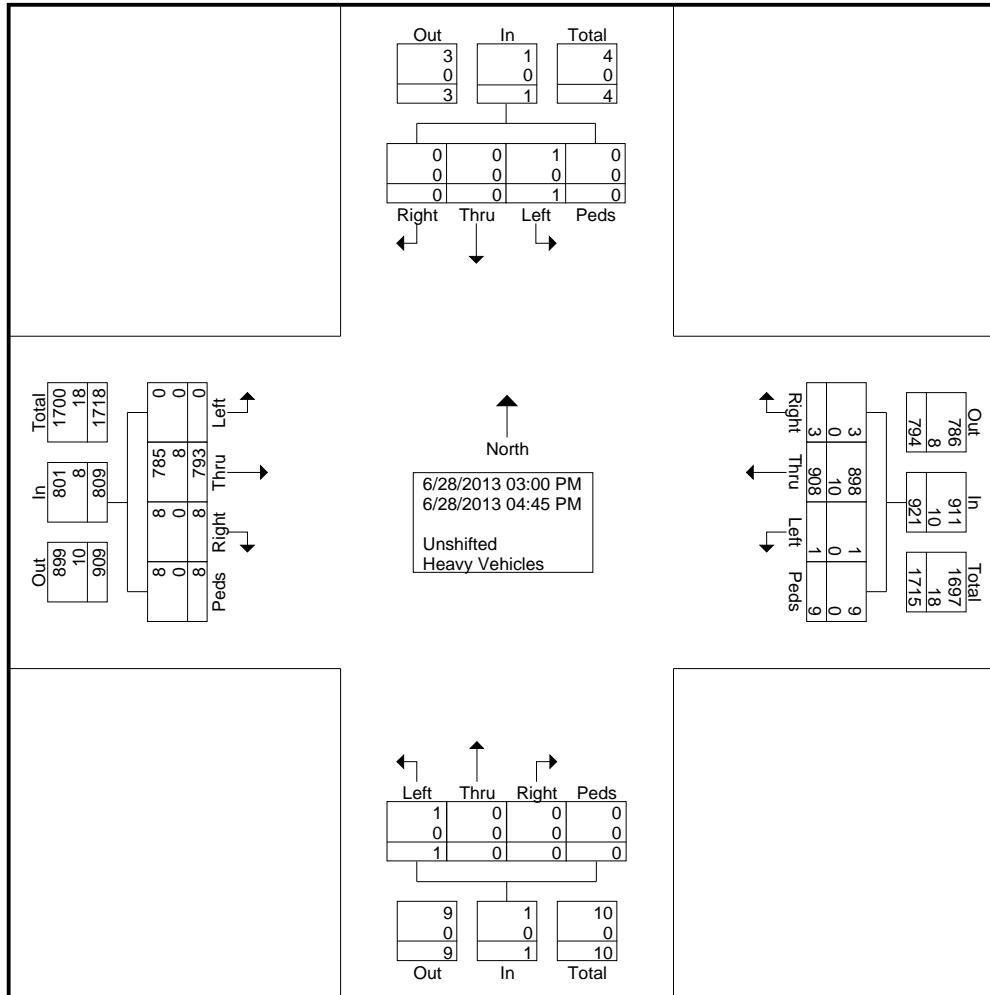 Out In Total
3 1 4
0 0 0
3 1 4
0 0 1 0
0 0 0 0
0 0 1 0
Right Thru Left Peds
Total In Out
1700 801 899
18 8 10
1718 809 909
0 785 8 8
0 8 0 0
0 793 8 8
Left Thru Right Peds
North
6/28/2013 03:00 PM
6/28/2013 04:45 PM
Unshifted
Heavy Vehicles
Out In Total
786 911 1697
8 10 18
794 921 1715
3 898 1 9
0 10 0 0
3 908 1 9
Right Thru Left Peds
Left Thru Right Peds
1 0 0 0
0 0 0 0
1 0 0 0
9 1 10
0 0 0
9 1 10
Out In Total